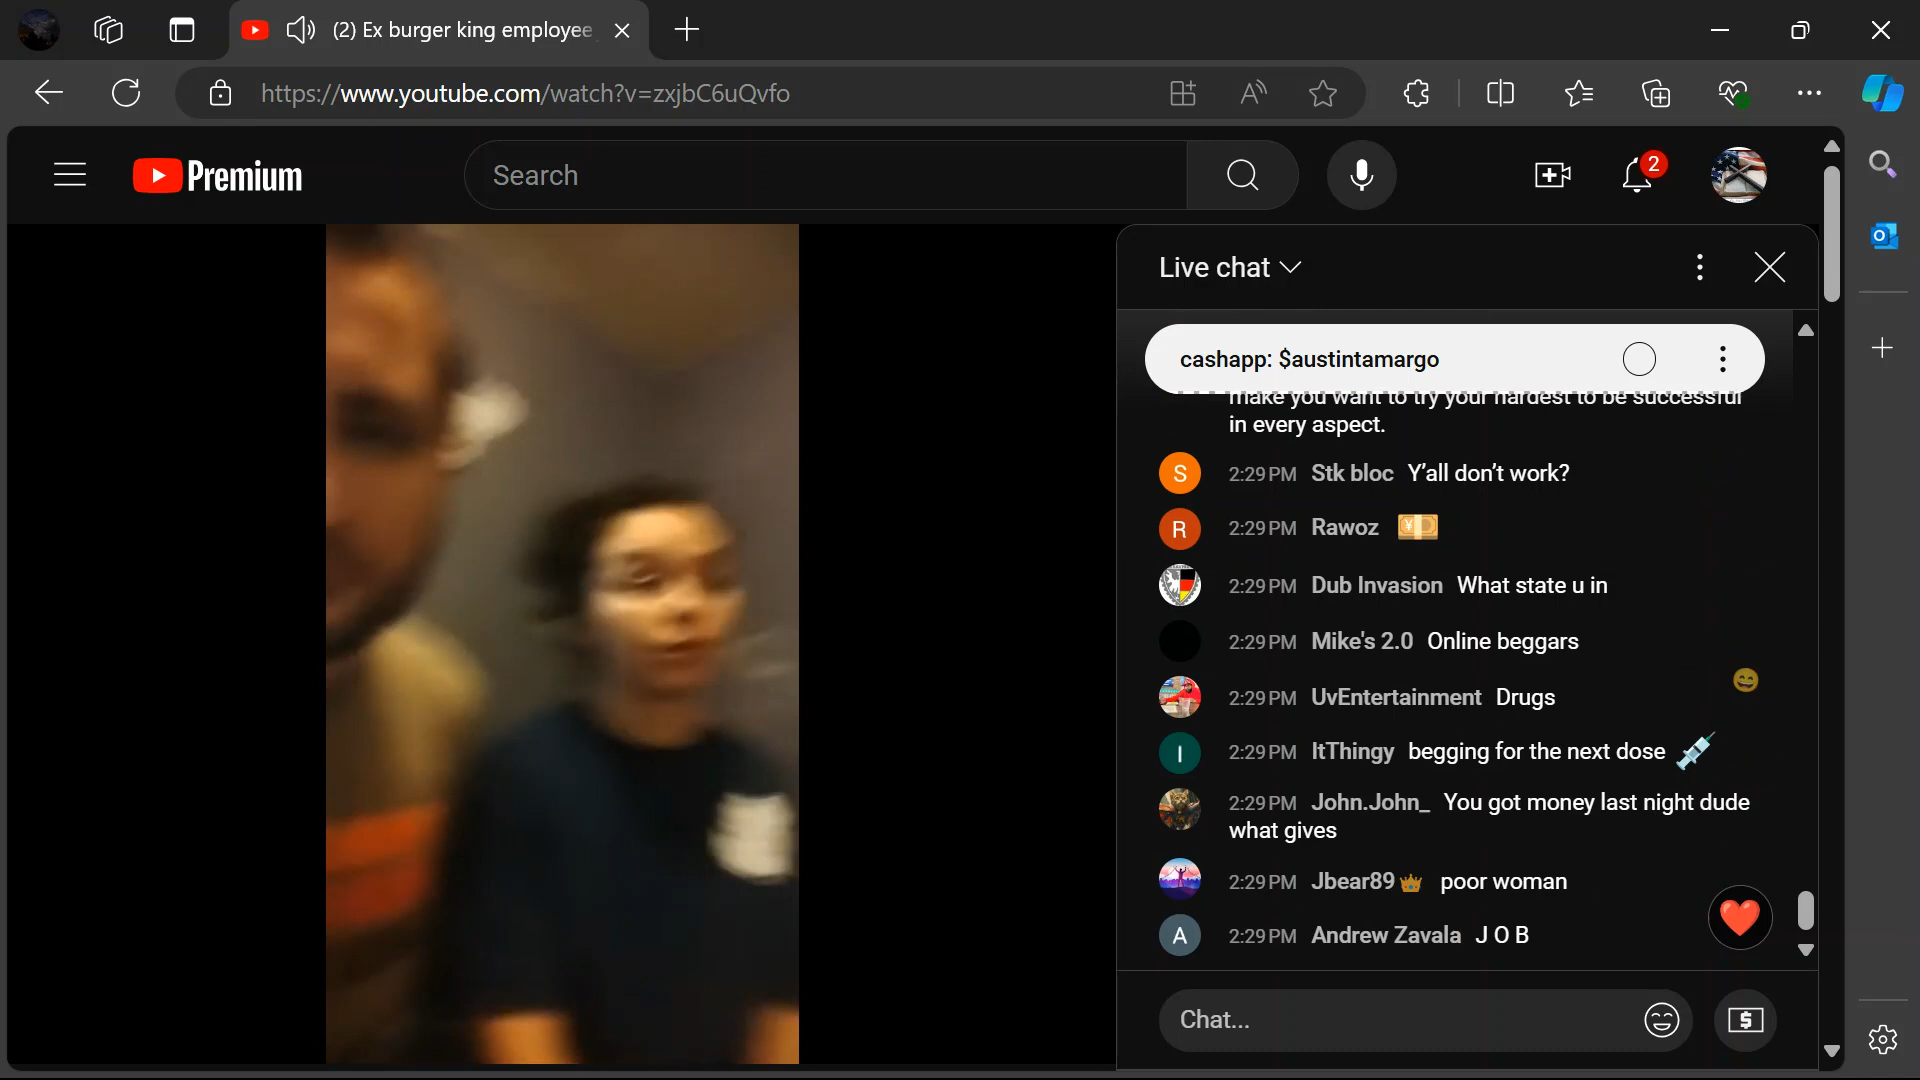 (2) Ex burger king employee
https://www.youtube.com/watch?v=zxjbC6uQvfo
Premium
Search
2
Live chat
cashapp: $austintamargo
make you want to try your hardest to be successful
in every aspect.
S 2:29 PM Stk bloc Y'all don't work?
R 2:29 PM Rawoz
2:29 PM Dub Invasion What state u in
2:29 PM Mike's 2.0 Online beggars
2:29 PM UvEntertainment Drugs
I 2:29 PM ItThingy begging for the next dose
2:29 PM John.John_ You got money last night dude
what gives
2:29 PM Jbear89 poor woman
A 2:29 PM Andrew Zavala J O B
Chat...